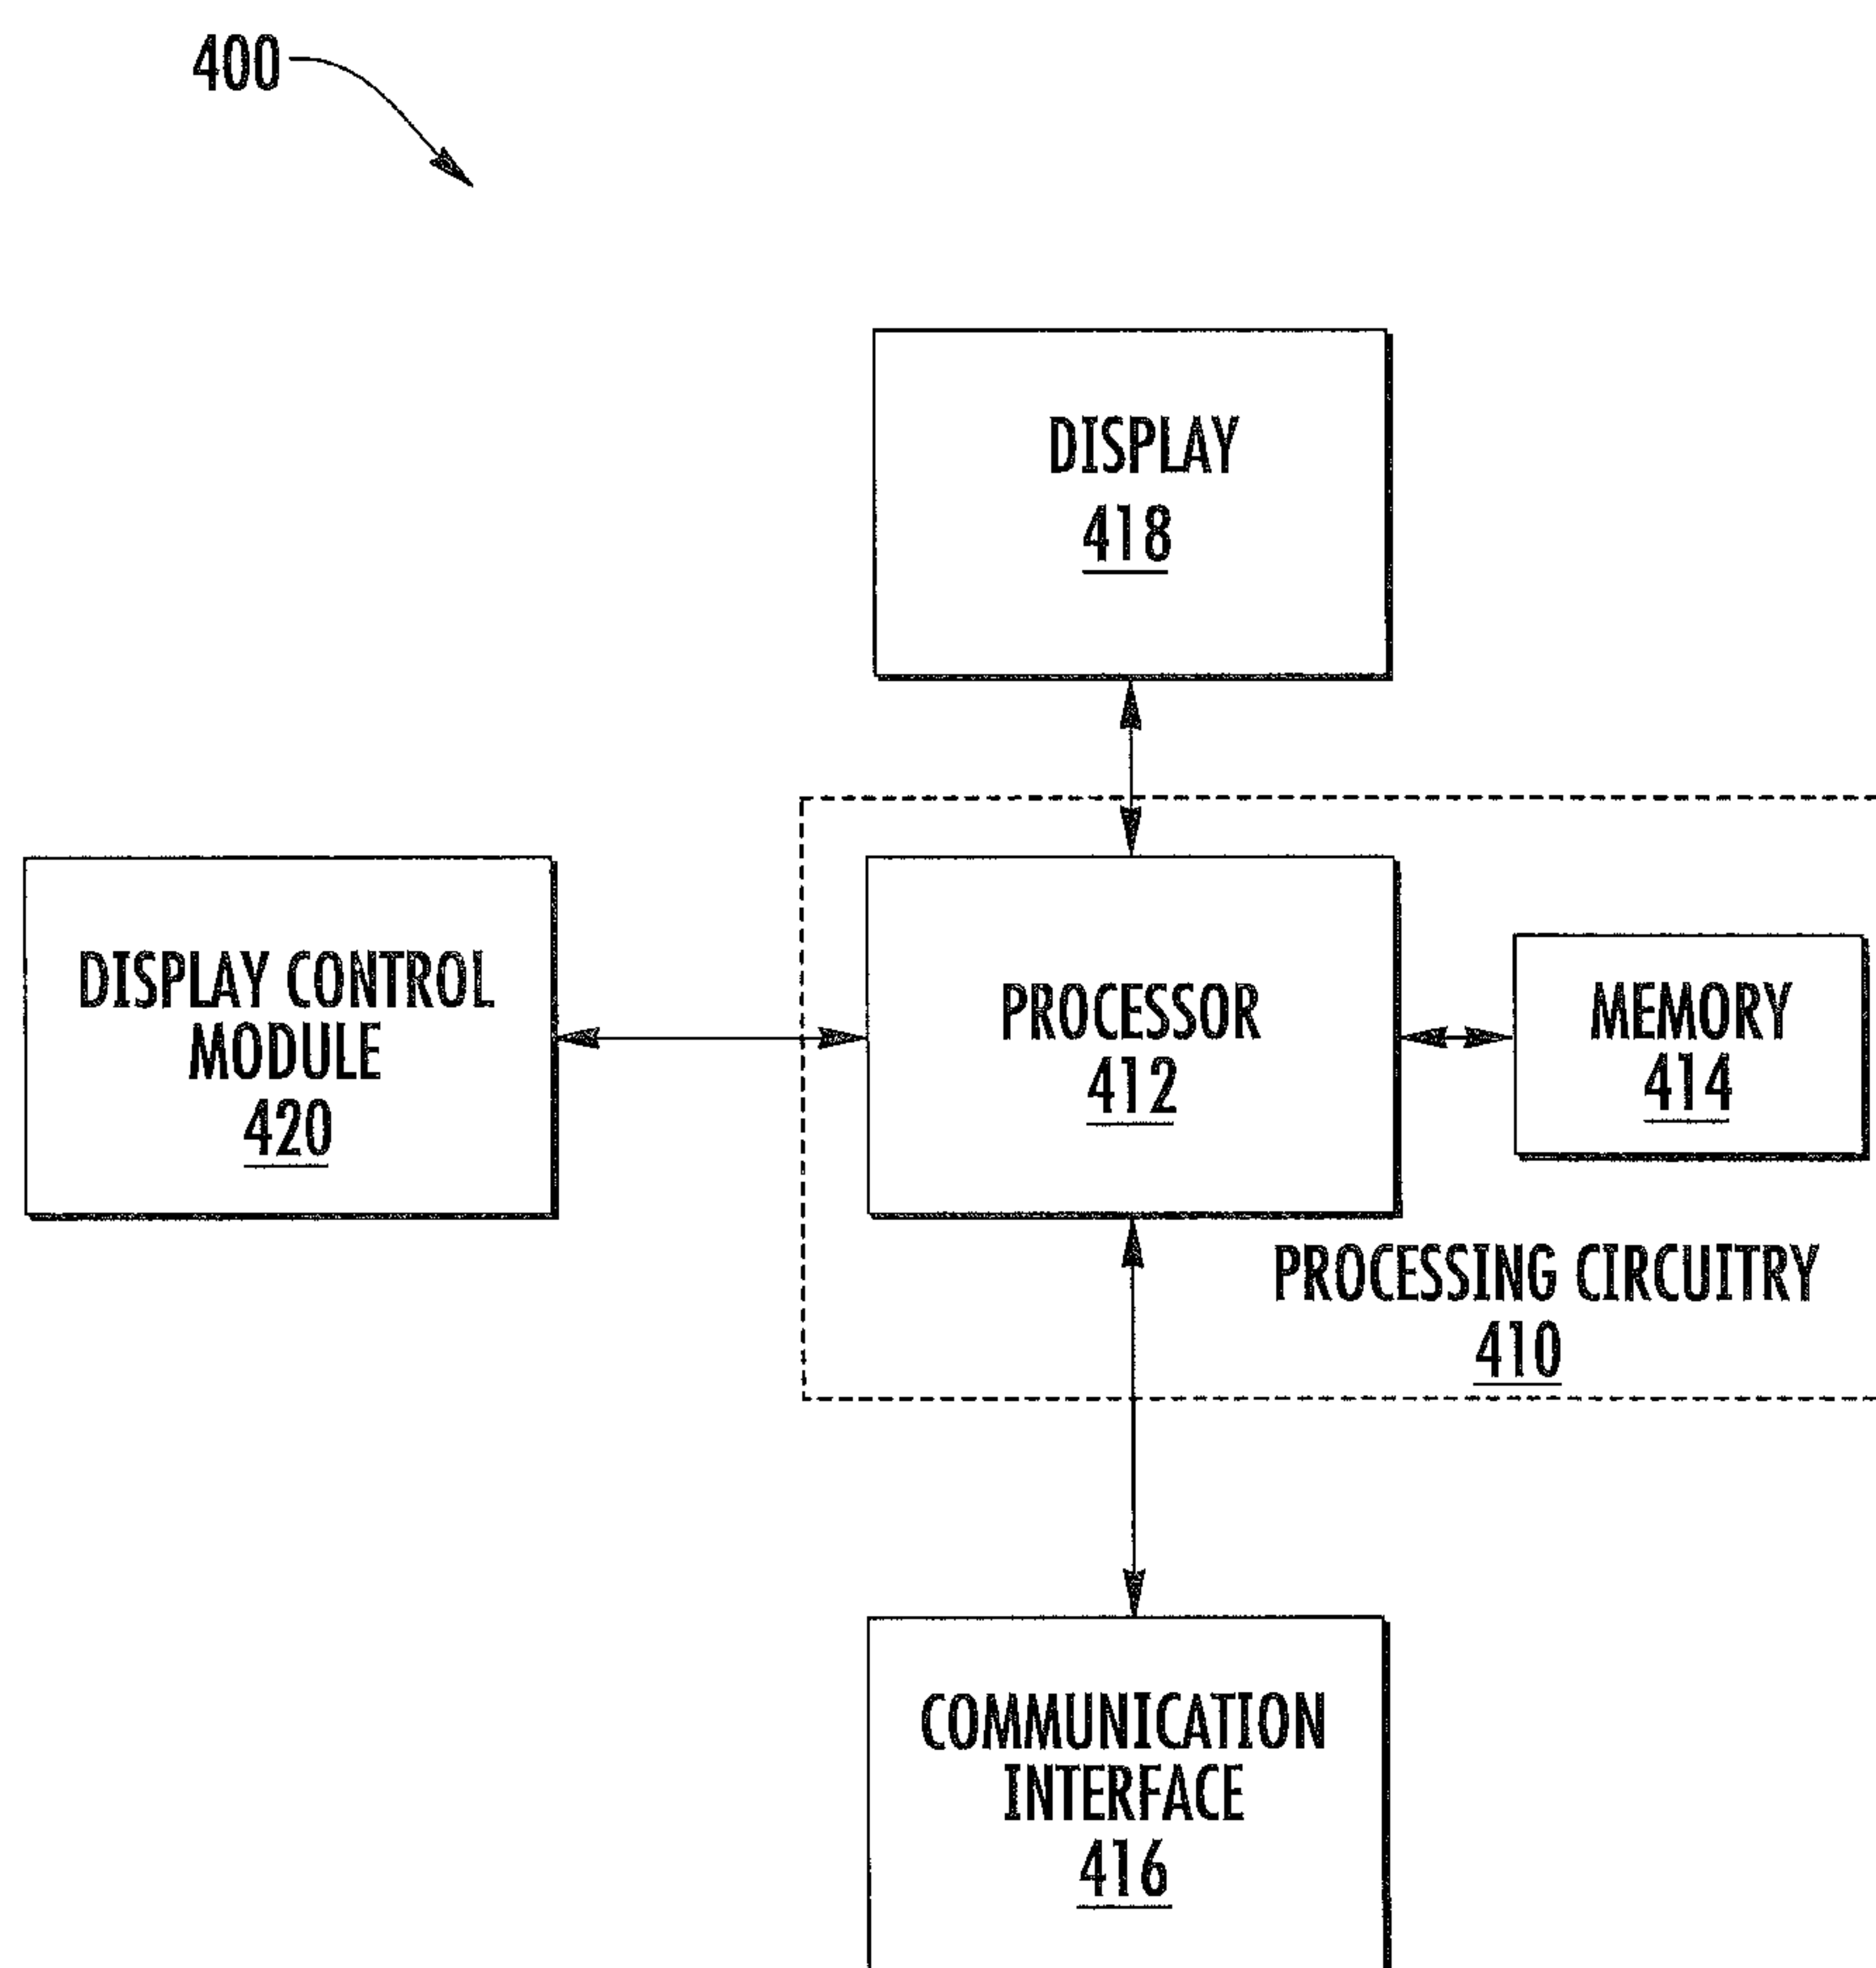 400
DISPLAY
418
DISPLAY CONTROL
MODULE
420
PROCESSOR
412
MEMORY
414
PROCESSING CIRCUITRY
410
COMMUNICATION
INTERFACE
416